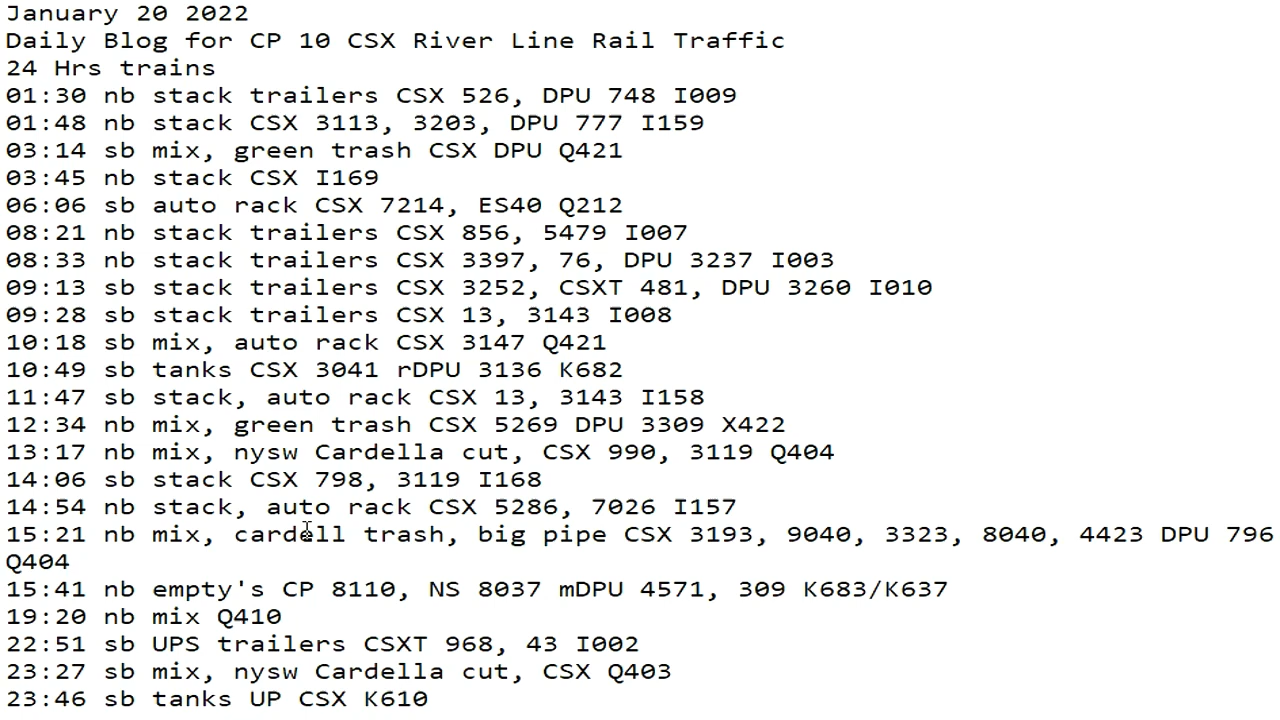 January 20 2022
Daily Blog for CP 10 CSX River Line Rail Traffic
24 Hrs trains
01:30 nb stack trailers CSX 526, DPU 748 I009
01:48 nb stack CSX 3113, 3203, DPU 777 I159
03:14 sb mix, green trash CSX DPU Q421
03:45 nb stack CSX I169
06:06 sb auto rack CSX 7214, ES40 Q212
08:21 nb stack trailers CSX 856, 5479 I007
08:33 nb stack trailers CSX 3397, 76, DPU 3237 I003
09:13 sb stack trailers CSX 3252, CSXT 481, DPU 3260 I010
09:28 sb stack trailers CSX 13, 3143 I008
10:18 sb mix, auto rack CSX 3147 Q421
10:49 sb tanks CSX 3041 rDPU 3136 K682
11:47 sb stack, auto rack CSX 13, 3143 I158
12:34 nb mix, green trash CSX 5269 DPU 3309 X422
13:17 nb mix, nysw Cardella cut, CSX 990, 3119 Q404
14:06 sb stack CSX 798, 3119 I168
14:54 nb stack, auto rack CSX 5286, 7026 I157
15:21 nb mix, cardell trash, big pipe CSX 3193, 9040, 3323, 8040, 4423 DPU 796
Q404
15:41 nb empty's CP 8110, NS 8037 mDPU 4571, 309 K683/K637
19:20 nb mix Q410
22:51 sb UPS trailers CSXT 968, 43 I002
23:27 sb mix, nysw Cardella cut, CSX Q403
23:46 sb tanks UP CSX K610